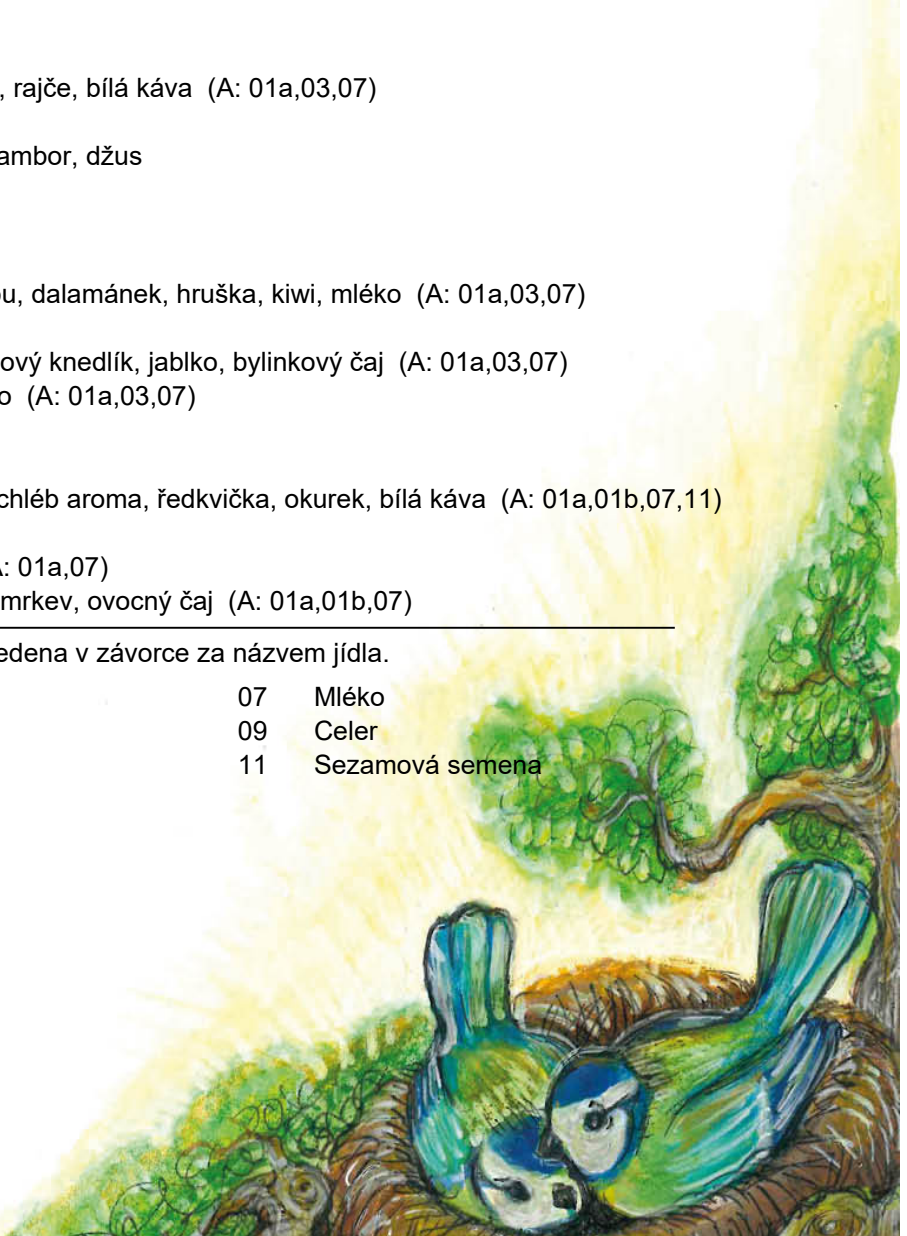 , rajče, bílá káva (A: 01a,03,07)
ambor, džus
u, dalamánek, hruška, kiwi, mléko (A: 01a,03,07)
ový knedlík, jablko, bylinkový čaj (A: 01a,03,07)
o (A: 01a,03,07)
chléb aroma, ředkvička, okurek, bílá káva (A: 01a,01b,07,11)
: 01a,07)
mrkev, ovocný čaj (A: 01a,01b,07)
edena v závorce za názvem jídla.
07 Mléko
09 Celer
11 Sezamová semena